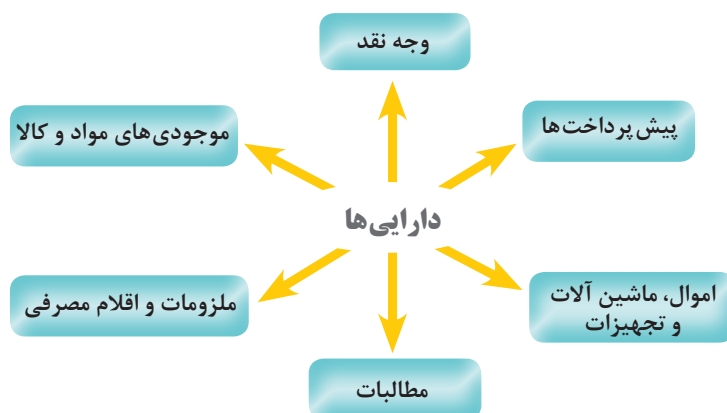 وجه نقد
پیش پرداخت‌ها
موجودی‌های مواد و کالا
دارایی‌ها
اموال، ماشین آلات
و تجهیزات
ملزومات و اقلام مصرفی
مطالبات